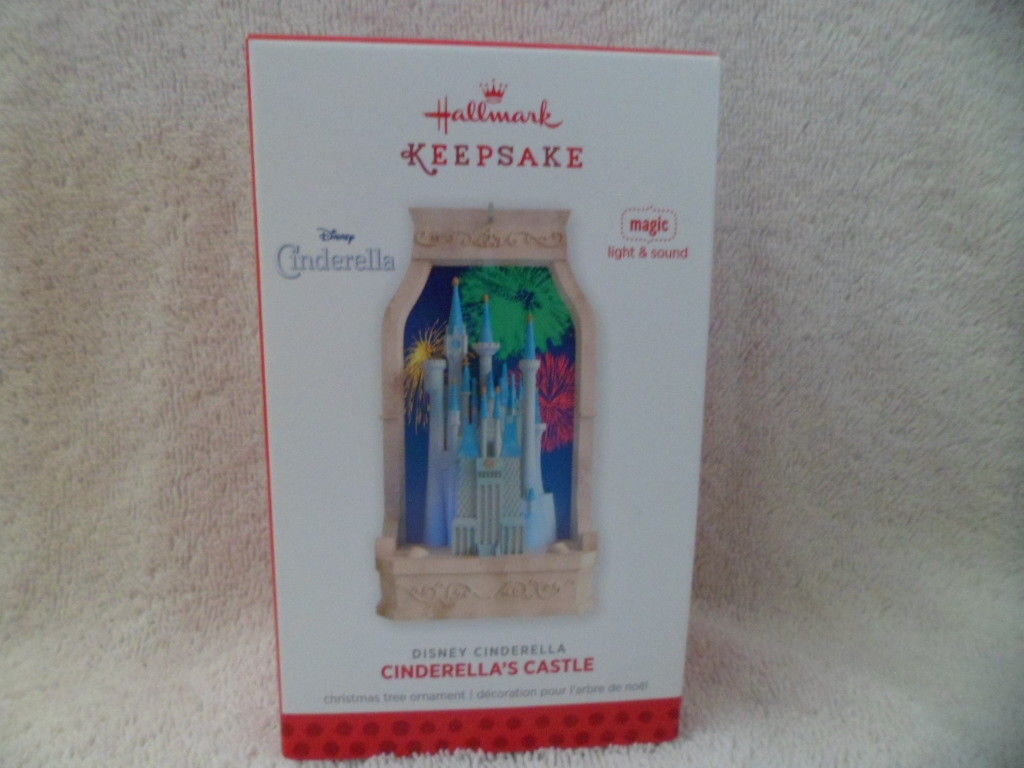 Hallmark
KEEPSAKE
Disney
Cinderella
magic
light & sound
DISNEY CINDERELLA
CINDERELLA'S CASTLE
christmas tree ornament | décoration pour l'arbre de noël